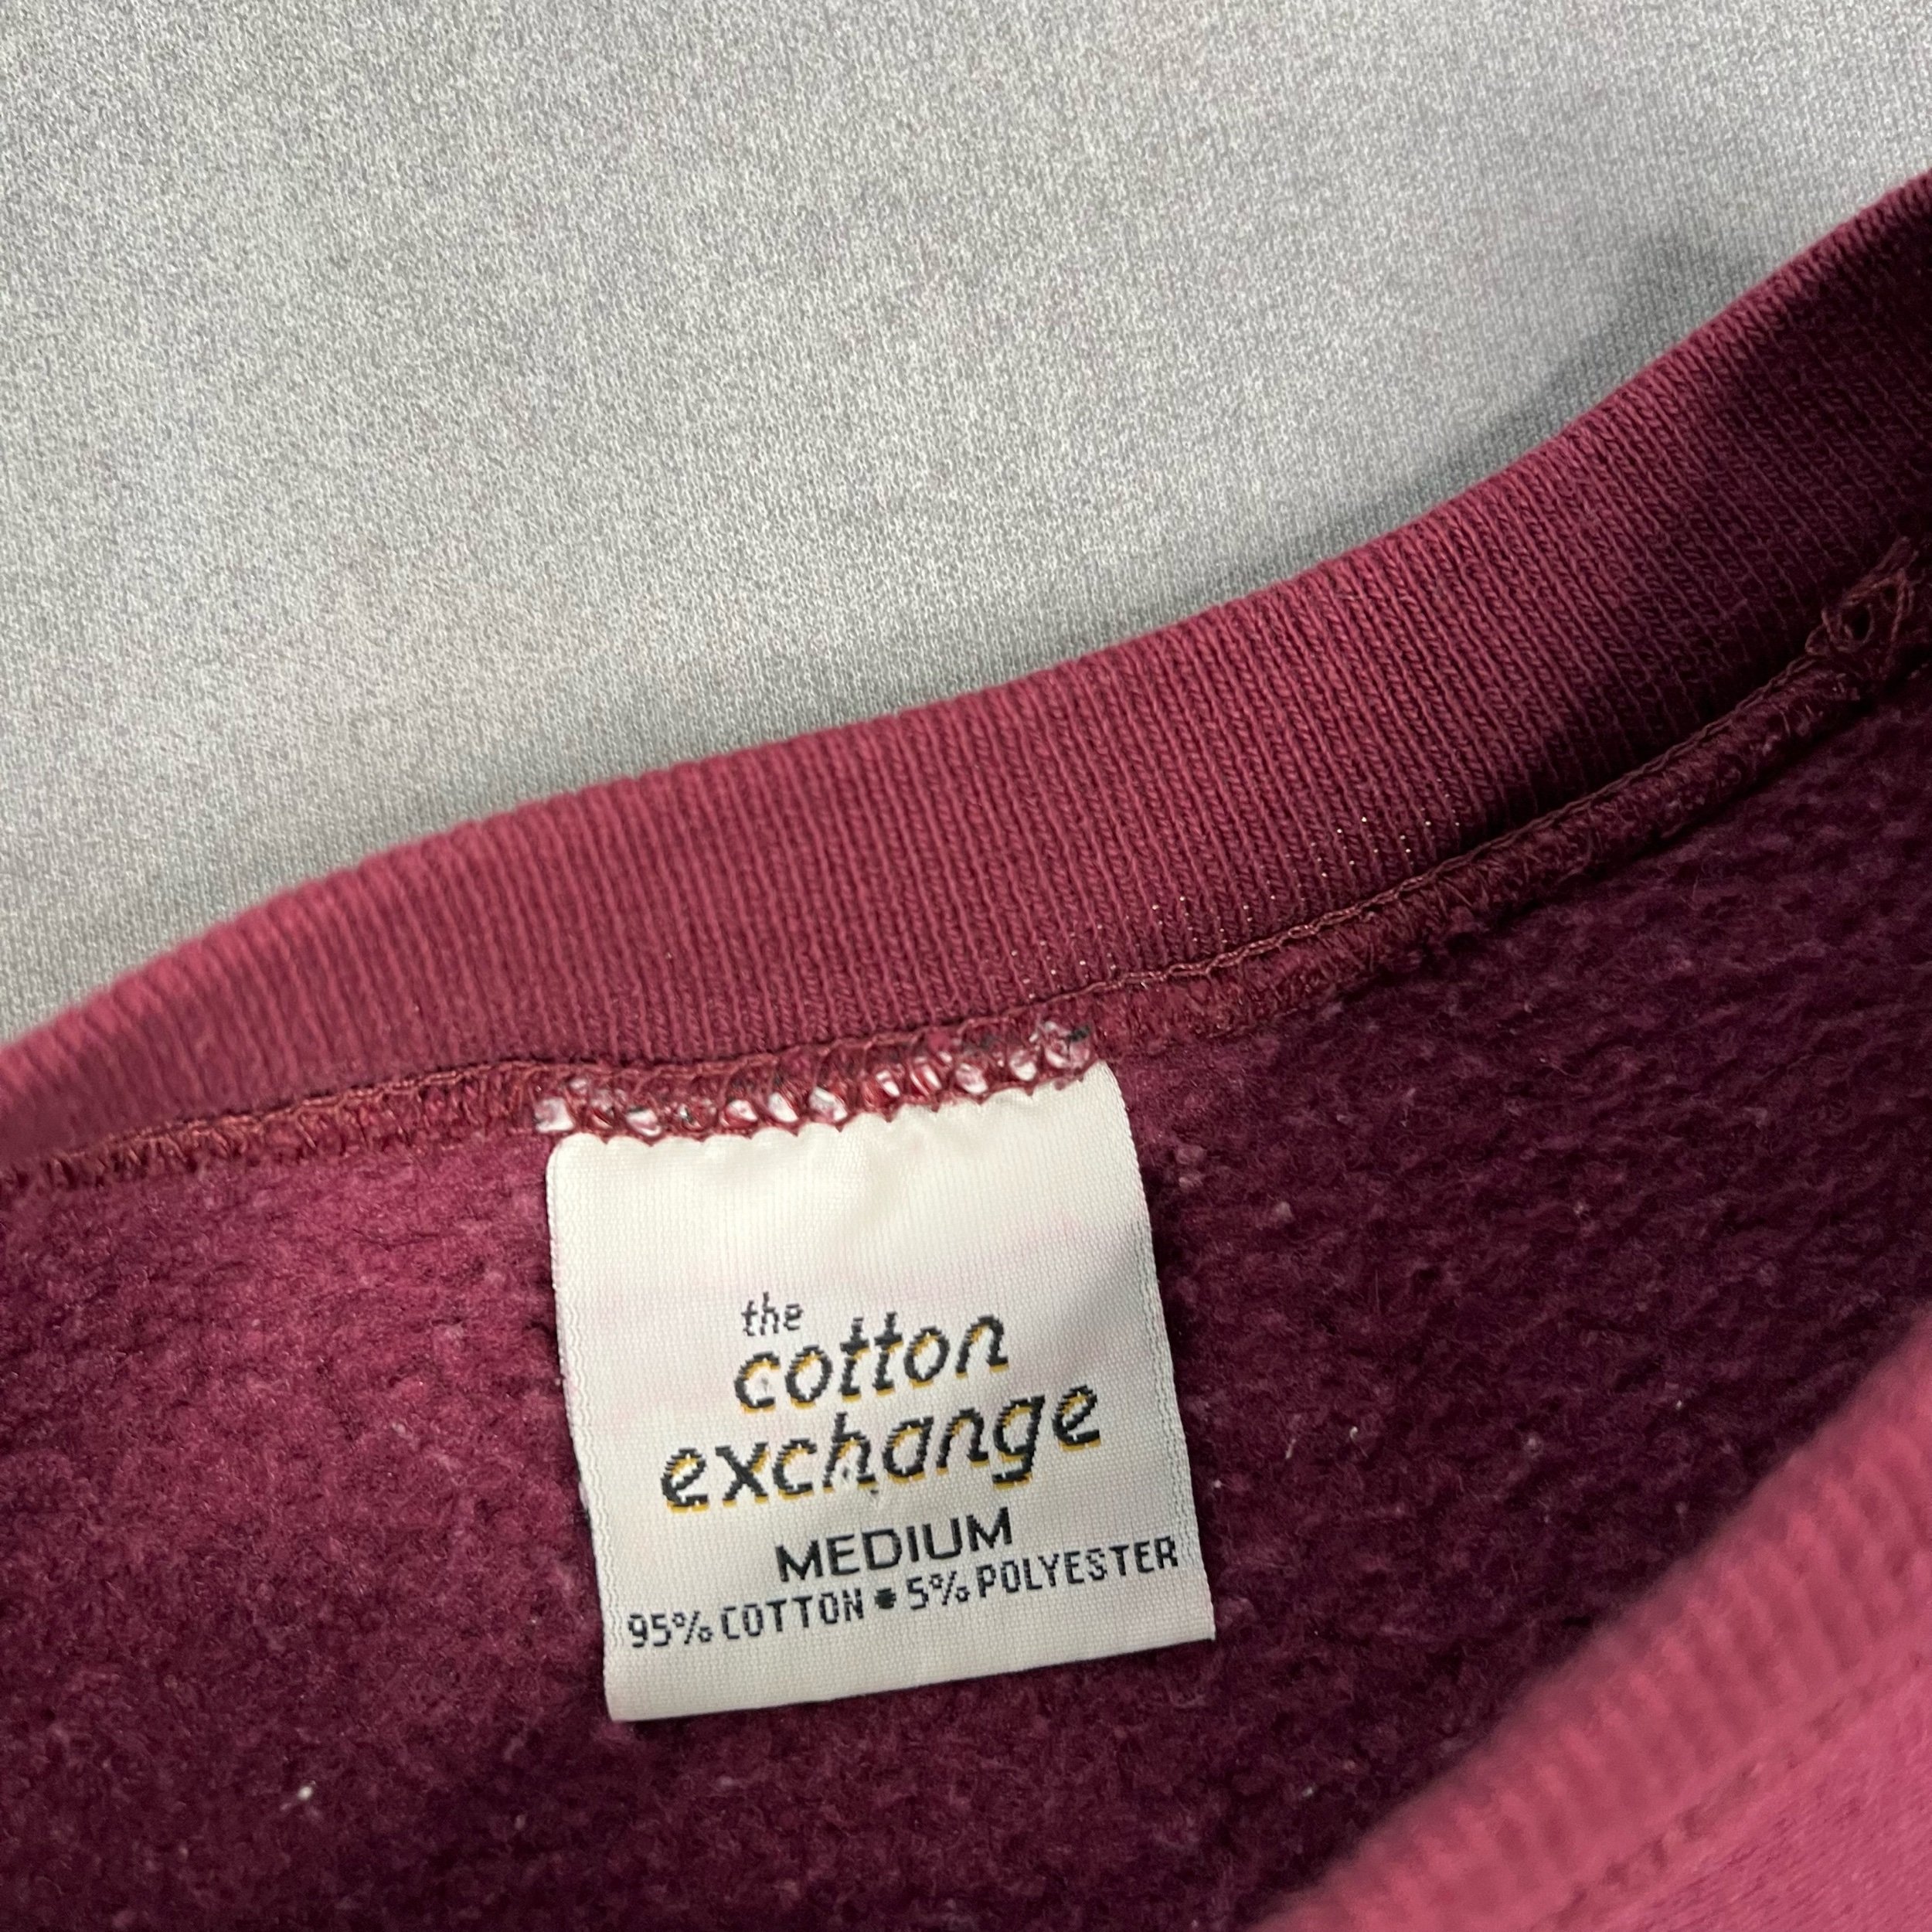 the
cotton
exchange
MEDIUM
95% COTTON • 5% POLYESTER